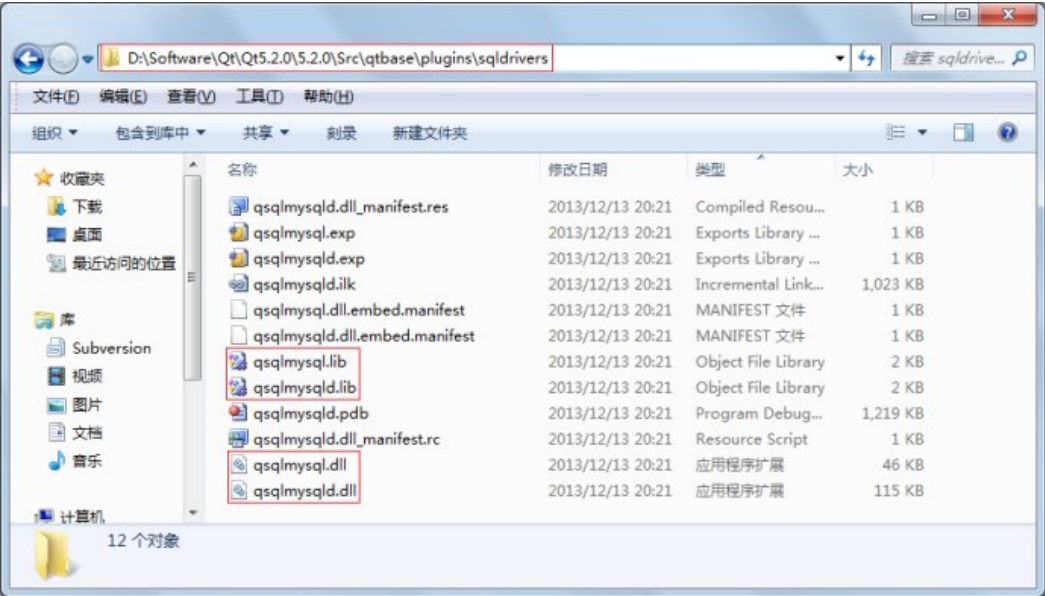 D:\Software\Qt\Qt5.2.0\5.2.0\Src\qtbase\plugins\sqldrivers
搜索 sqldrive...
文件(F) 编辑(E) 查看(V) 工具(T) 帮助(H)
组织 包含到库中 共享 刻录 新建文件夹
收藏夹
下载
桌面
最近访问的位置
库
Subversion
视频
图片
文档
音乐
计算机
名称 修改日期 类型 大小
qsqlmysqld.dll_manifest.res 2013/12/13 20:21 Compiled Resou... 1 KB
qsqlmysql.exp 2013/12/13 20:21 Exports Library ... 1 KB
qsqlmysqld.exp 2013/12/13 20:21 Exports Library ... 1 KB
qsqlmysqld.ilk 2013/12/13 20:21 Incremental Link... 1,023 KB
qsqlmysql.dll.embed.manifest 2013/12/13 20:21 MANIFEST 文件 1 KB
qsqlmysqld.dll.embed.manifest 2013/12/13 20:21 MANIFEST 文件 1 KB
qsqlmysql.lib 2013/12/13 20:21 Object File Library 2 KB
qsqlmysqld.lib 2013/12/13 20:21 Object File Library 2 KB
qsqlmysqld.pdb 2013/12/13 20:21 Program Debug... 1,219 KB
qsqlmysqld.dll_manifest.rc 2013/12/13 20:21 Resource Script 1 KB
qsqlmysql.dll 2013/12/13 20:21 应用程序扩展 46 KB
qsqlmysqld.dll 2013/12/13 20:21 应用程序扩展 115 KB
12 个对象